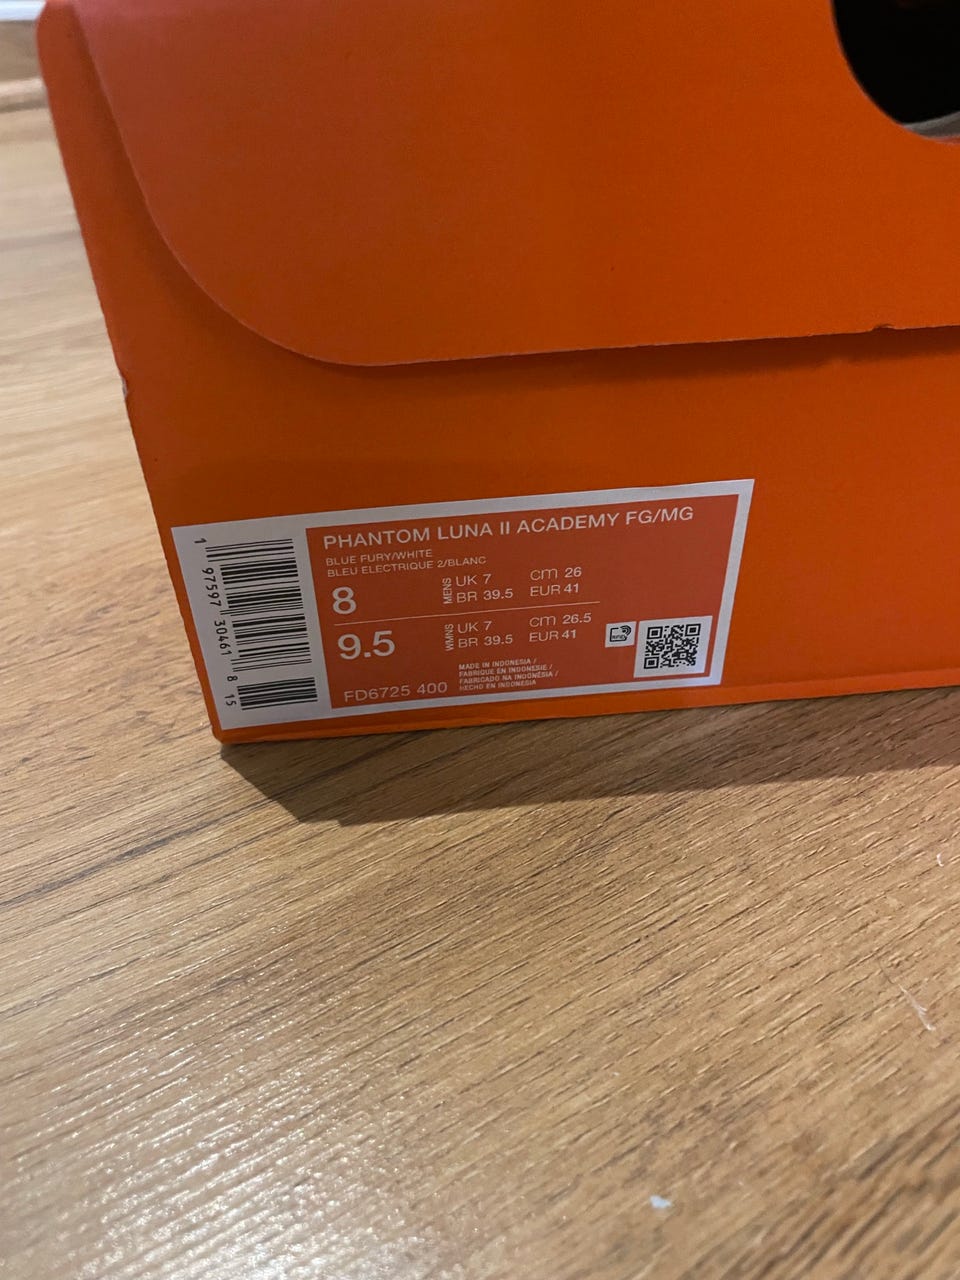 PHANTOM LUNA II ACADEMY FG/MG
BLUE FURY/WHITE
BLEU ELECTRIQUE 2/BLANC
8 MENS UK 7 cm 26
BR 39.5 EUR 41
9.5 WMNS UK 7 cm 26.5
BR 39.5 EUR 41
MADE IN INDONESIA /
FABRIQUE EN INDONESIE /
FABRICADO NA INDONÉSIA /
HECHO EN INDONESIA
FD6725 400
1 97597 30461 8 15